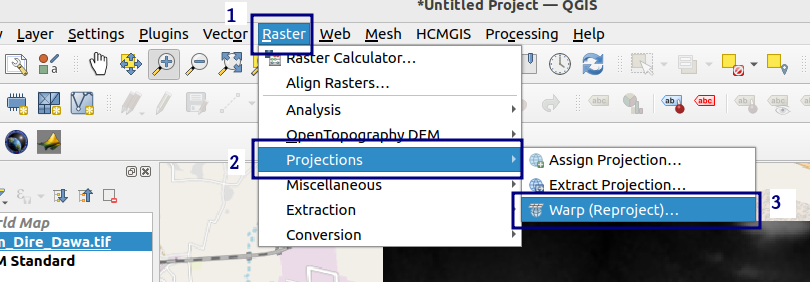 *Untitled Project — QGIS
1
Layer Settings Plugins Vector Raster Web Mesh HCMGIS Processing Help
Raster Calculator...
Align Rasters...
Analysis
abc abc abc
OpenTopography DEM
2
Projections
Assign Projection...
Miscellaneous
Extract Projection...
Extraction
Warp (Reproject)...
3
Conversion
rld Map
n_Dire_Dawa.tif
M Standard